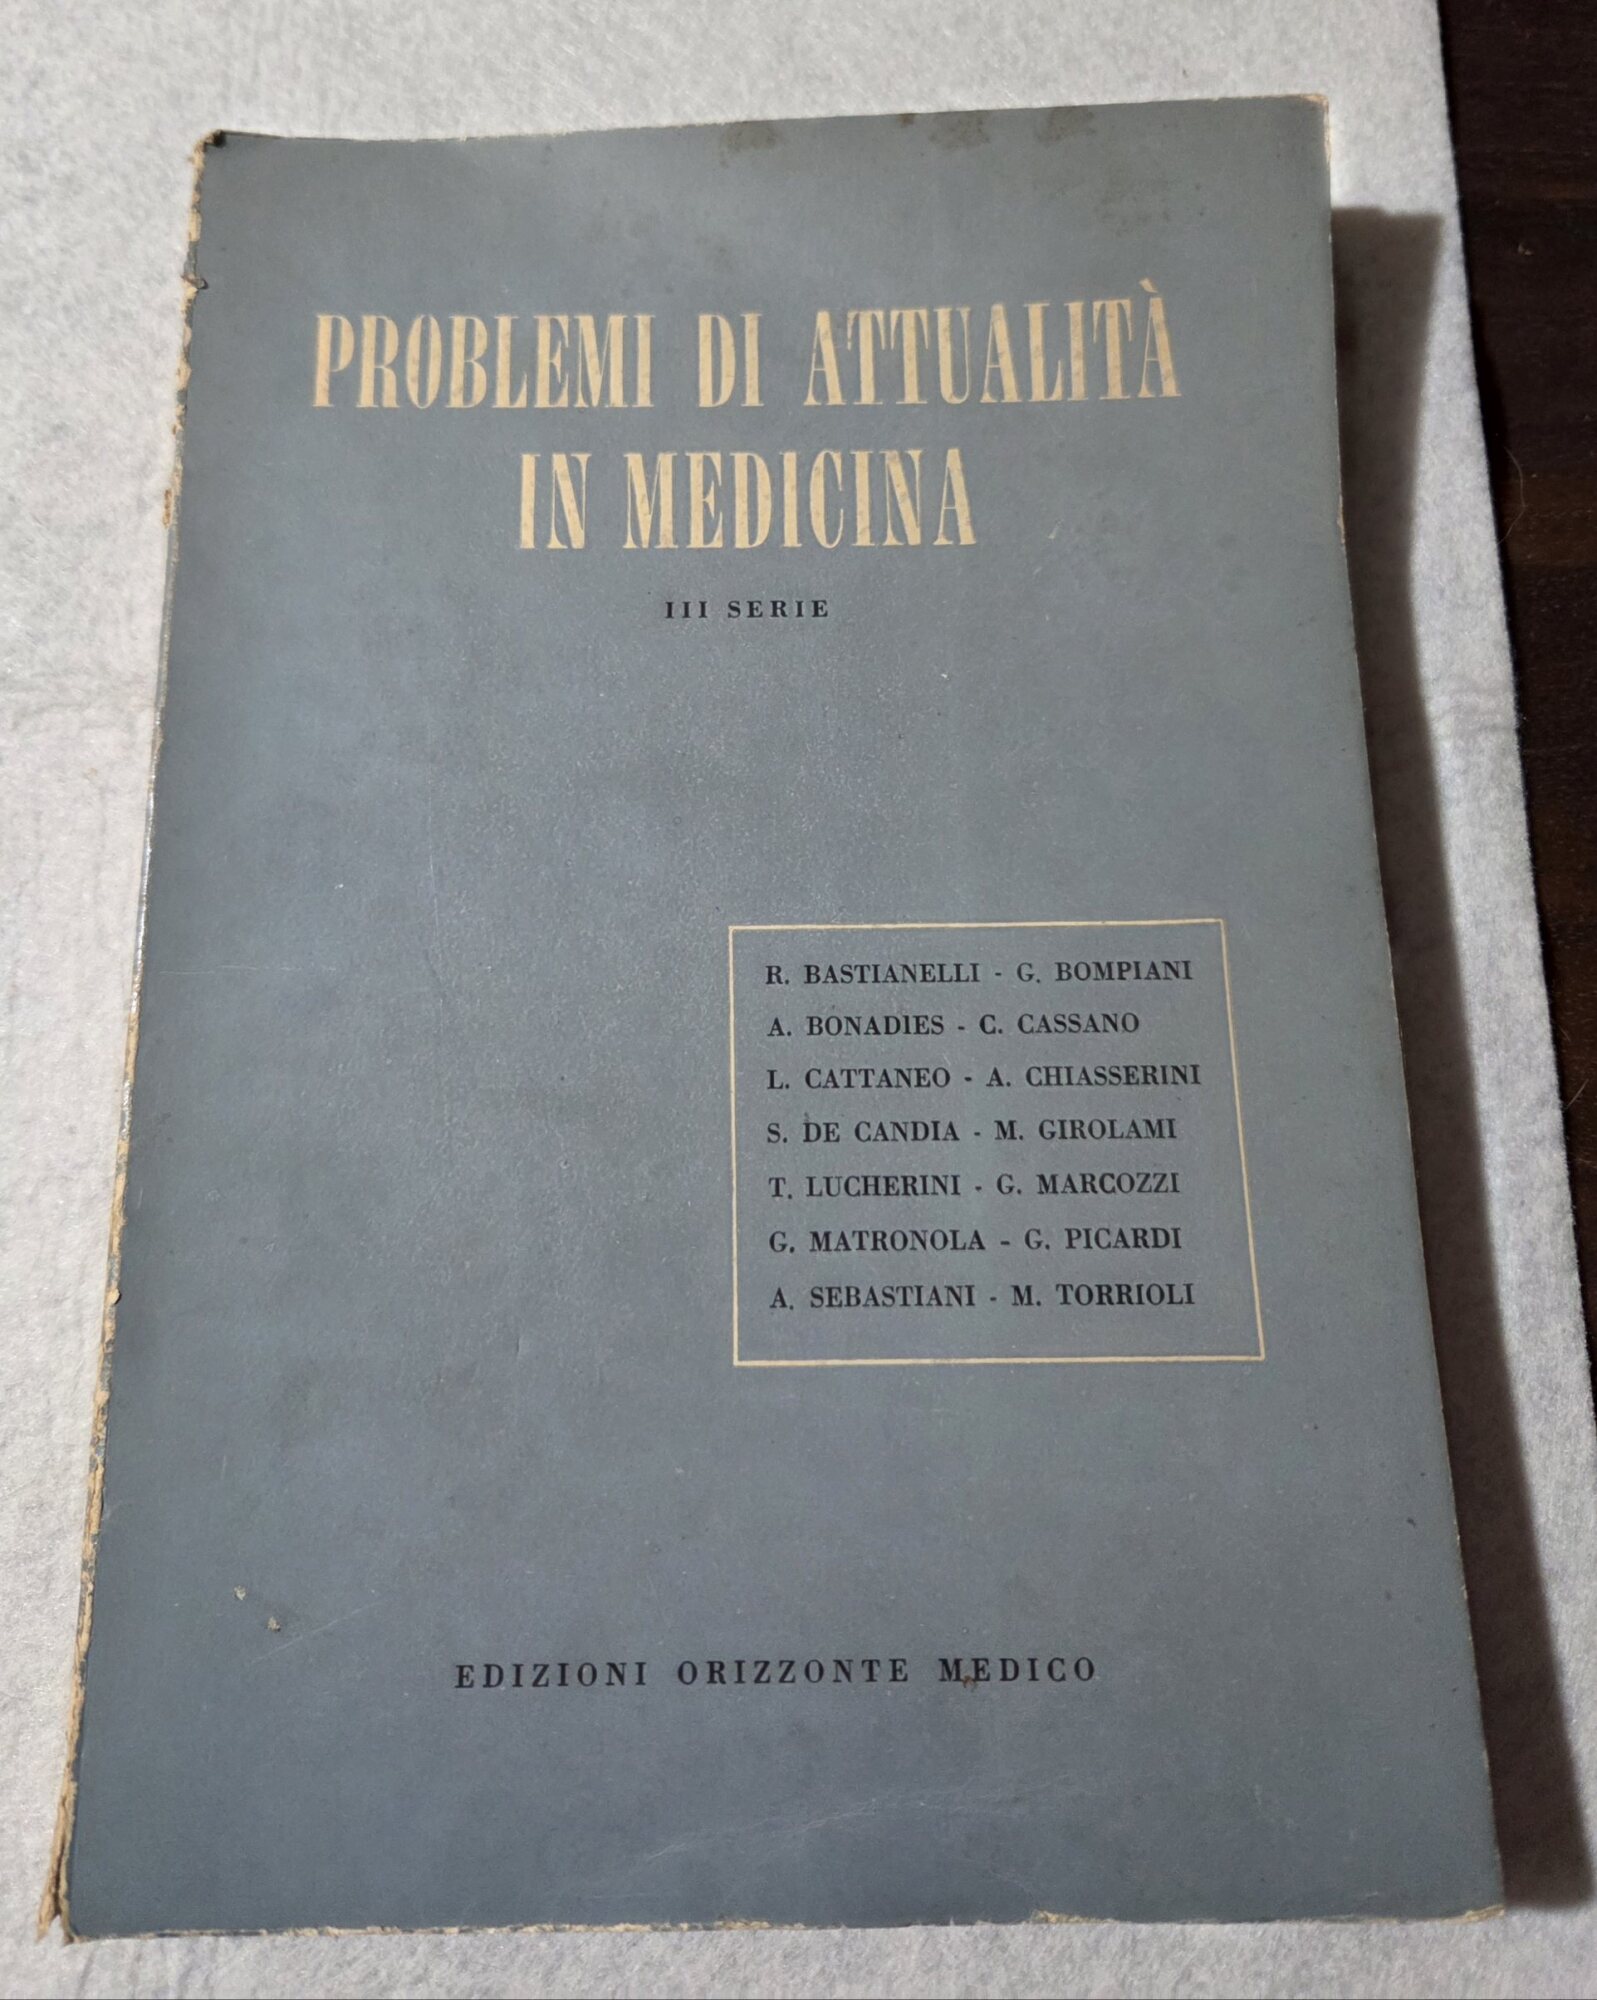 PROBLEMI DI ATTUALITÀ
IN MEDICINA
III SERIE
R. BASTIANELLI - G. BOMPIANI
A. BONADIES - C. CASSANO
L. CATTANEO - A. CHIASSERINI
S. DE CANDIA - M. GIROLAMI
T. LUCHERINI - G. MARCOZZI
G. MATRONOLA - G. PICARDI
A. SEBASTIANI - M. TORRIOLI
EDIZIONI ORIZZONTE MEDICO